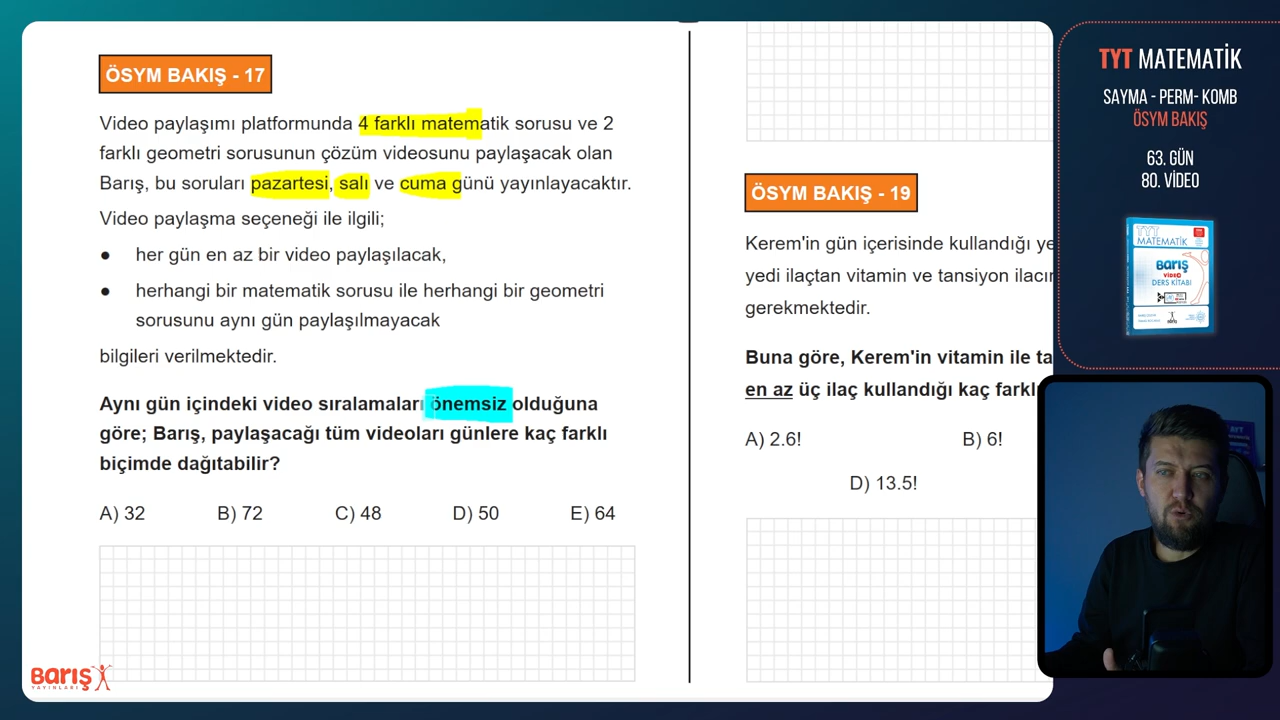 ÖSYM BAKIŞ - 17
Video paylaşımı platformunda 4 farklı matematik sorusu ve 2
farklı geometri sorusunun çözüm videosunu paylaşacak olan
Barış, bu soruları pazartesi, salı ve cuma günü yayınlayacaktır.
Video paylaşma seçeneği ile ilgili;
● her gün en az bir video paylaşılacak,
● herhangi bir matematik sorusu ile herhangi bir geometri
sorusunu aynı gün paylaşılmayacak
bilgileri verilmektedir.
Aynı gün içindeki video sıralamaları önemsiz olduğuna
göre; Barış, paylaşacağı tüm videoları günlere kaç farklı
biçimde dağıtabilir?
A) 32 B) 72 C) 48 D) 50 E) 64
BARIŞ
YAYINLARI
ÖSYM BAKIŞ - 19
Kerem'in gün içerisinde kullandığı ye
yedi ilaçtan vitamin ve tansiyon ilacır
gerekmektedir.
Buna göre, Kerem'in vitamin ile ta
en az üç ilaç kullandığı kaç farklı
A) 2.6! B) 6!
D) 13.5!
TYT MATEMATİK
SAYMA - PERM- KOMB
ÖSYM BAKIŞ
63. GÜN
80. VİDEO
TYT
MATEMATİK
BARIŞ
VİDEO
DERS KİTABI